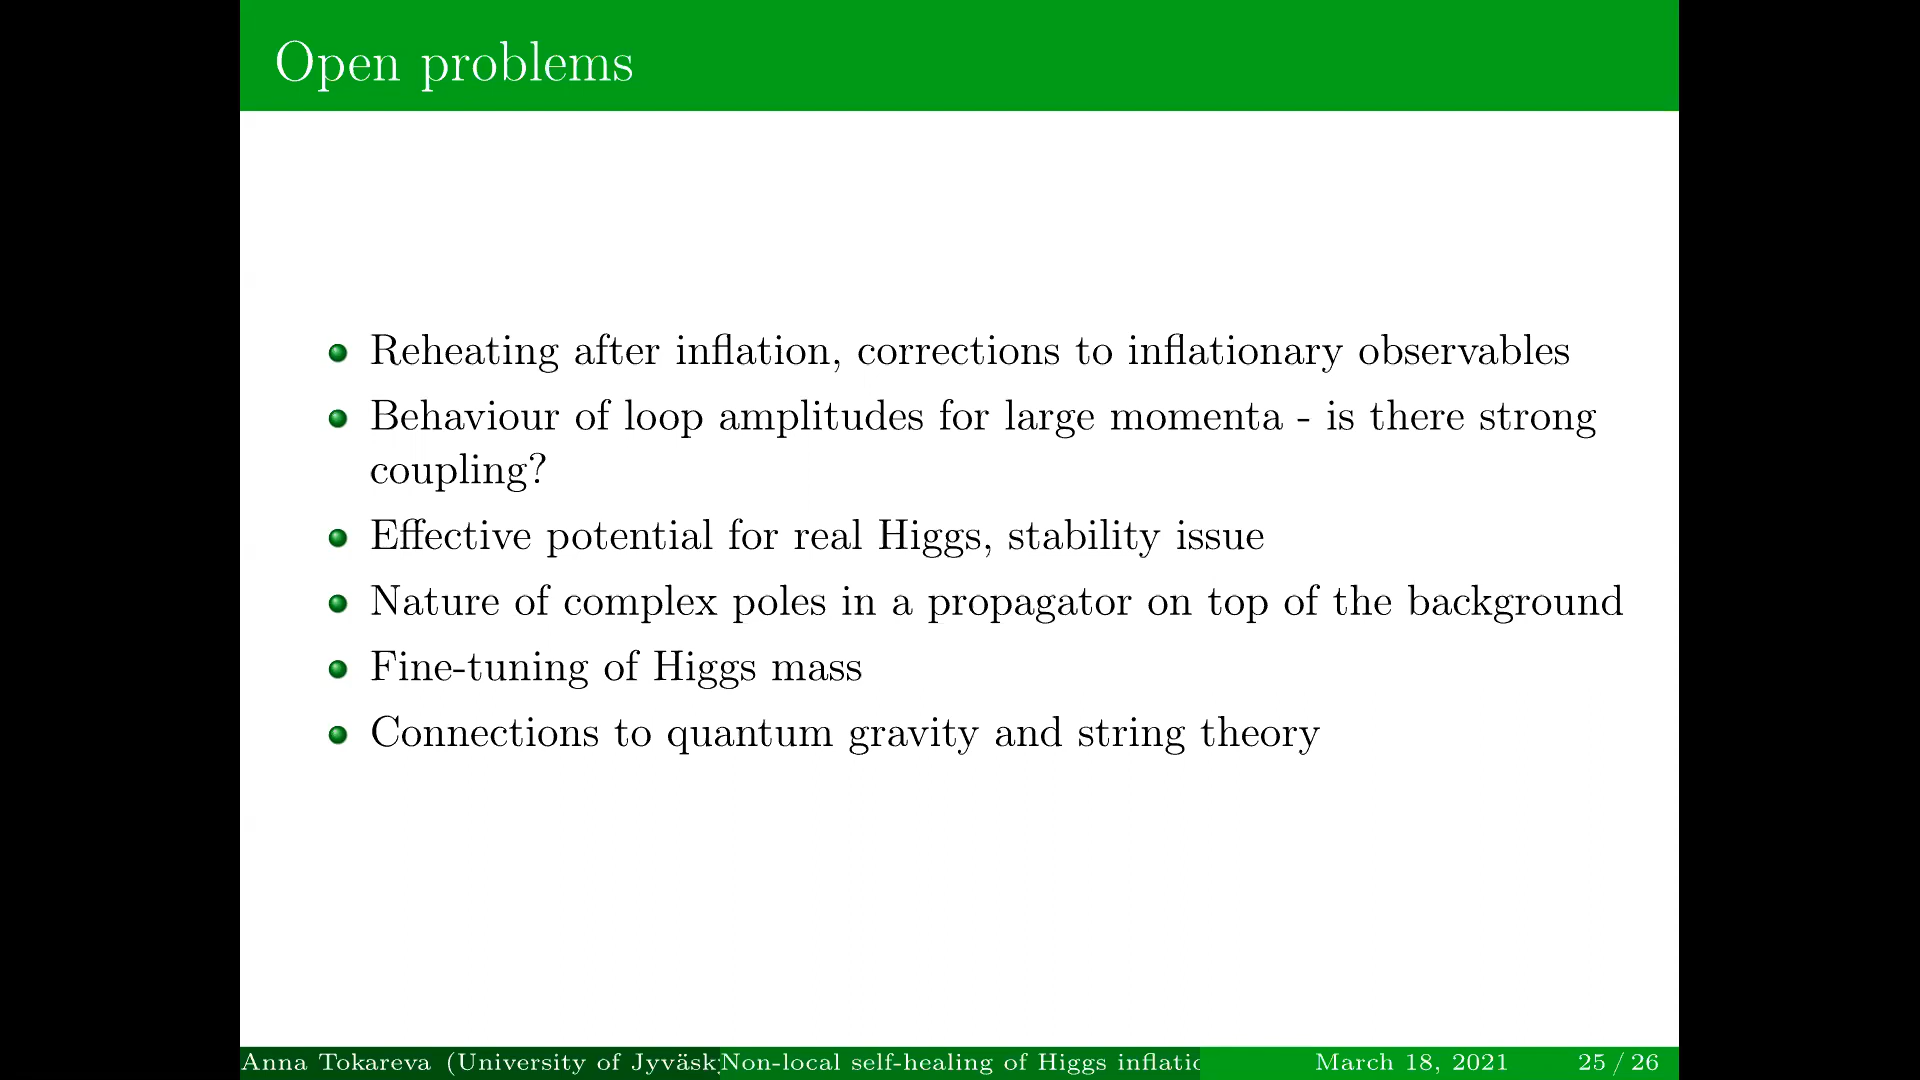 Open problems
Reheating after inflation, corrections to inflationary observables
Behaviour of loop amplitudes for large momenta - is there strong
coupling?
Effective potential for real Higgs, stability issue
Nature of complex poles in a propagator on top of the background
Fine-tuning of Higgs mass
Connections to quantum gravity and string theory
Anna Tokareva (University of Jyväsky Non-local self-healing of Higgs inflatio March 18, 2021 25 / 26